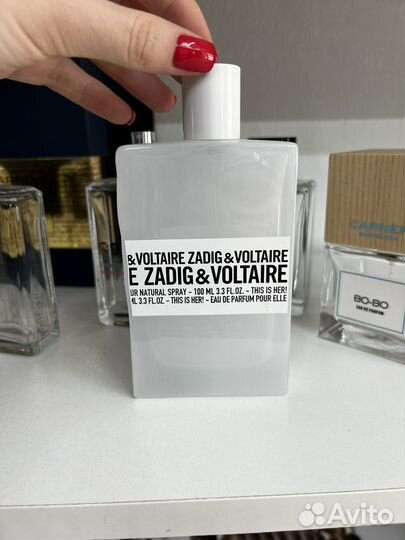 &VOLTAIRE ZADIG &VOLTAIRE
E ZADIG&VOLTAIRE
UR NATURAL SPRAY - 100 ML 3.3 FL.OZ. - THIS IS HER!
ML 3.3 FL.OZ. - THIS IS HER! - EAU DE PARFUM POUR ELLE
CARNER
BO-BO
EAU DE PARFUM
Avito